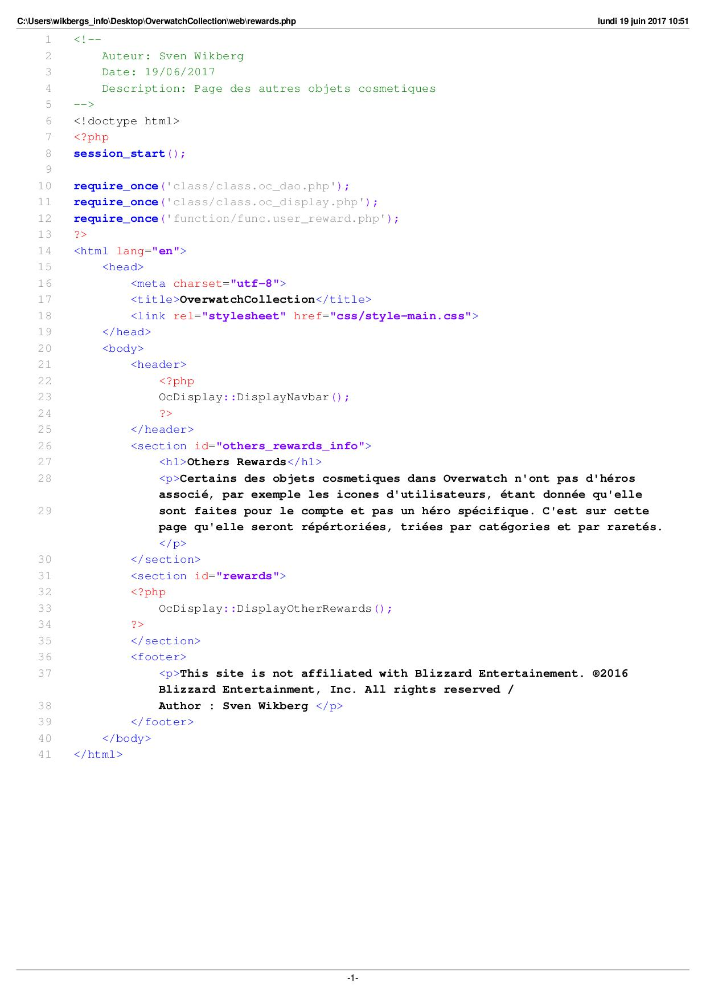 C:\Users\wikbergs_info\Desktop\OverwatchCollection\web\rewards.php lundi 19 juin 2017 10:51
1 <!--
2 Auteur: Sven Wikberg
3 Date: 19/06/2017
4 Description: Page des autres objets cosmetiques
5 -->
6 <!doctype html>
7 <?php
8 session_start();
9
10 require_once('class/class.oc_dao.php');
11 require_once('class/class.oc_display.php');
12 require_once('function/func.user_reward.php');
13 ?>
14 <html lang="en">
15 <head>
16 <meta charset="utf-8">
17 <title>OverwatchCollection</title>
18 <link rel="stylesheet" href="css/style-main.css">
19 </head>
20 <body>
21 <header>
22 <?php
23 OcDisplay::DisplayNavbar();
24 ?>
25 </header>
26 <section id="others_rewards_info">
27 <h1>Others Rewards</h1>
28 <p>Certains des objets cosmetiques dans Overwatch n'ont pas d'héros
associé, par exemple les icones d'utilisateurs, étant donnée qu'elle
29 sont faites pour le compte et pas un héro spécifique. C'est sur cette
page qu'elle seront répértoriées, triées par catégories et par raretés.
</p>
30 </section>
31 <section id="rewards">
32 <?php
33 OcDisplay::DisplayOtherRewards();
34 ?>
35 </section>
36 <footer>
37 <p>This site is not affiliated with Blizzard Entertainement. ®2016
Blizzard Entertainment, Inc. All rights reserved /
38 Author : Sven Wikberg </p>
39 </footer>
40 </body>
41 </html>
-1-